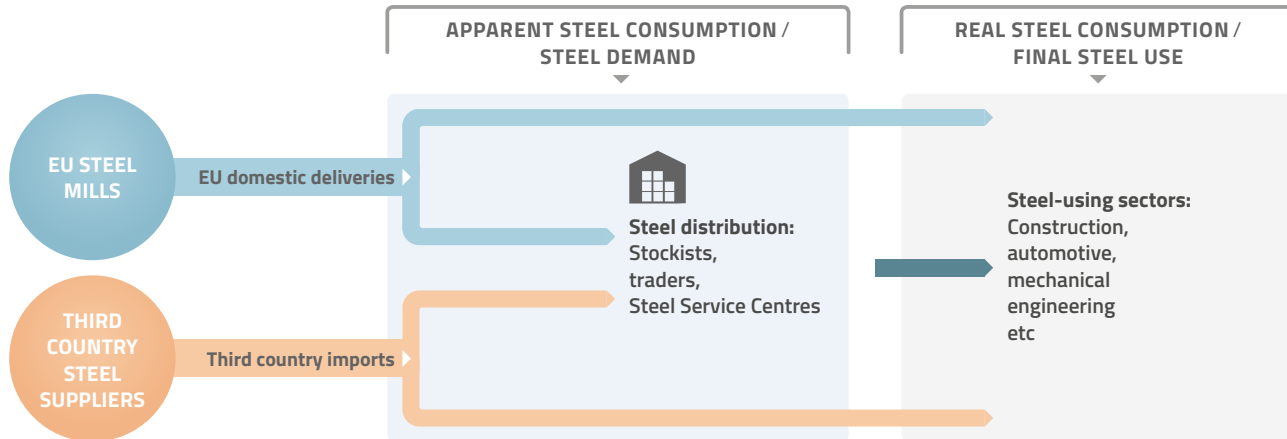 APPARENT STEEL CONSUMPTION /
STEEL DEMAND
REAL STEEL CONSUMPTION /
FINAL STEEL USE
EU STEEL
MILLS
EU domestic deliveries
Steel distribution:
Stockists,
traders,
Steel Service Centres
Steel-using sectors:
Construction,
automotive,
mechanical
engineering
etc
THIRD
COUNTRY
STEEL
SUPPLIERS
Third country imports